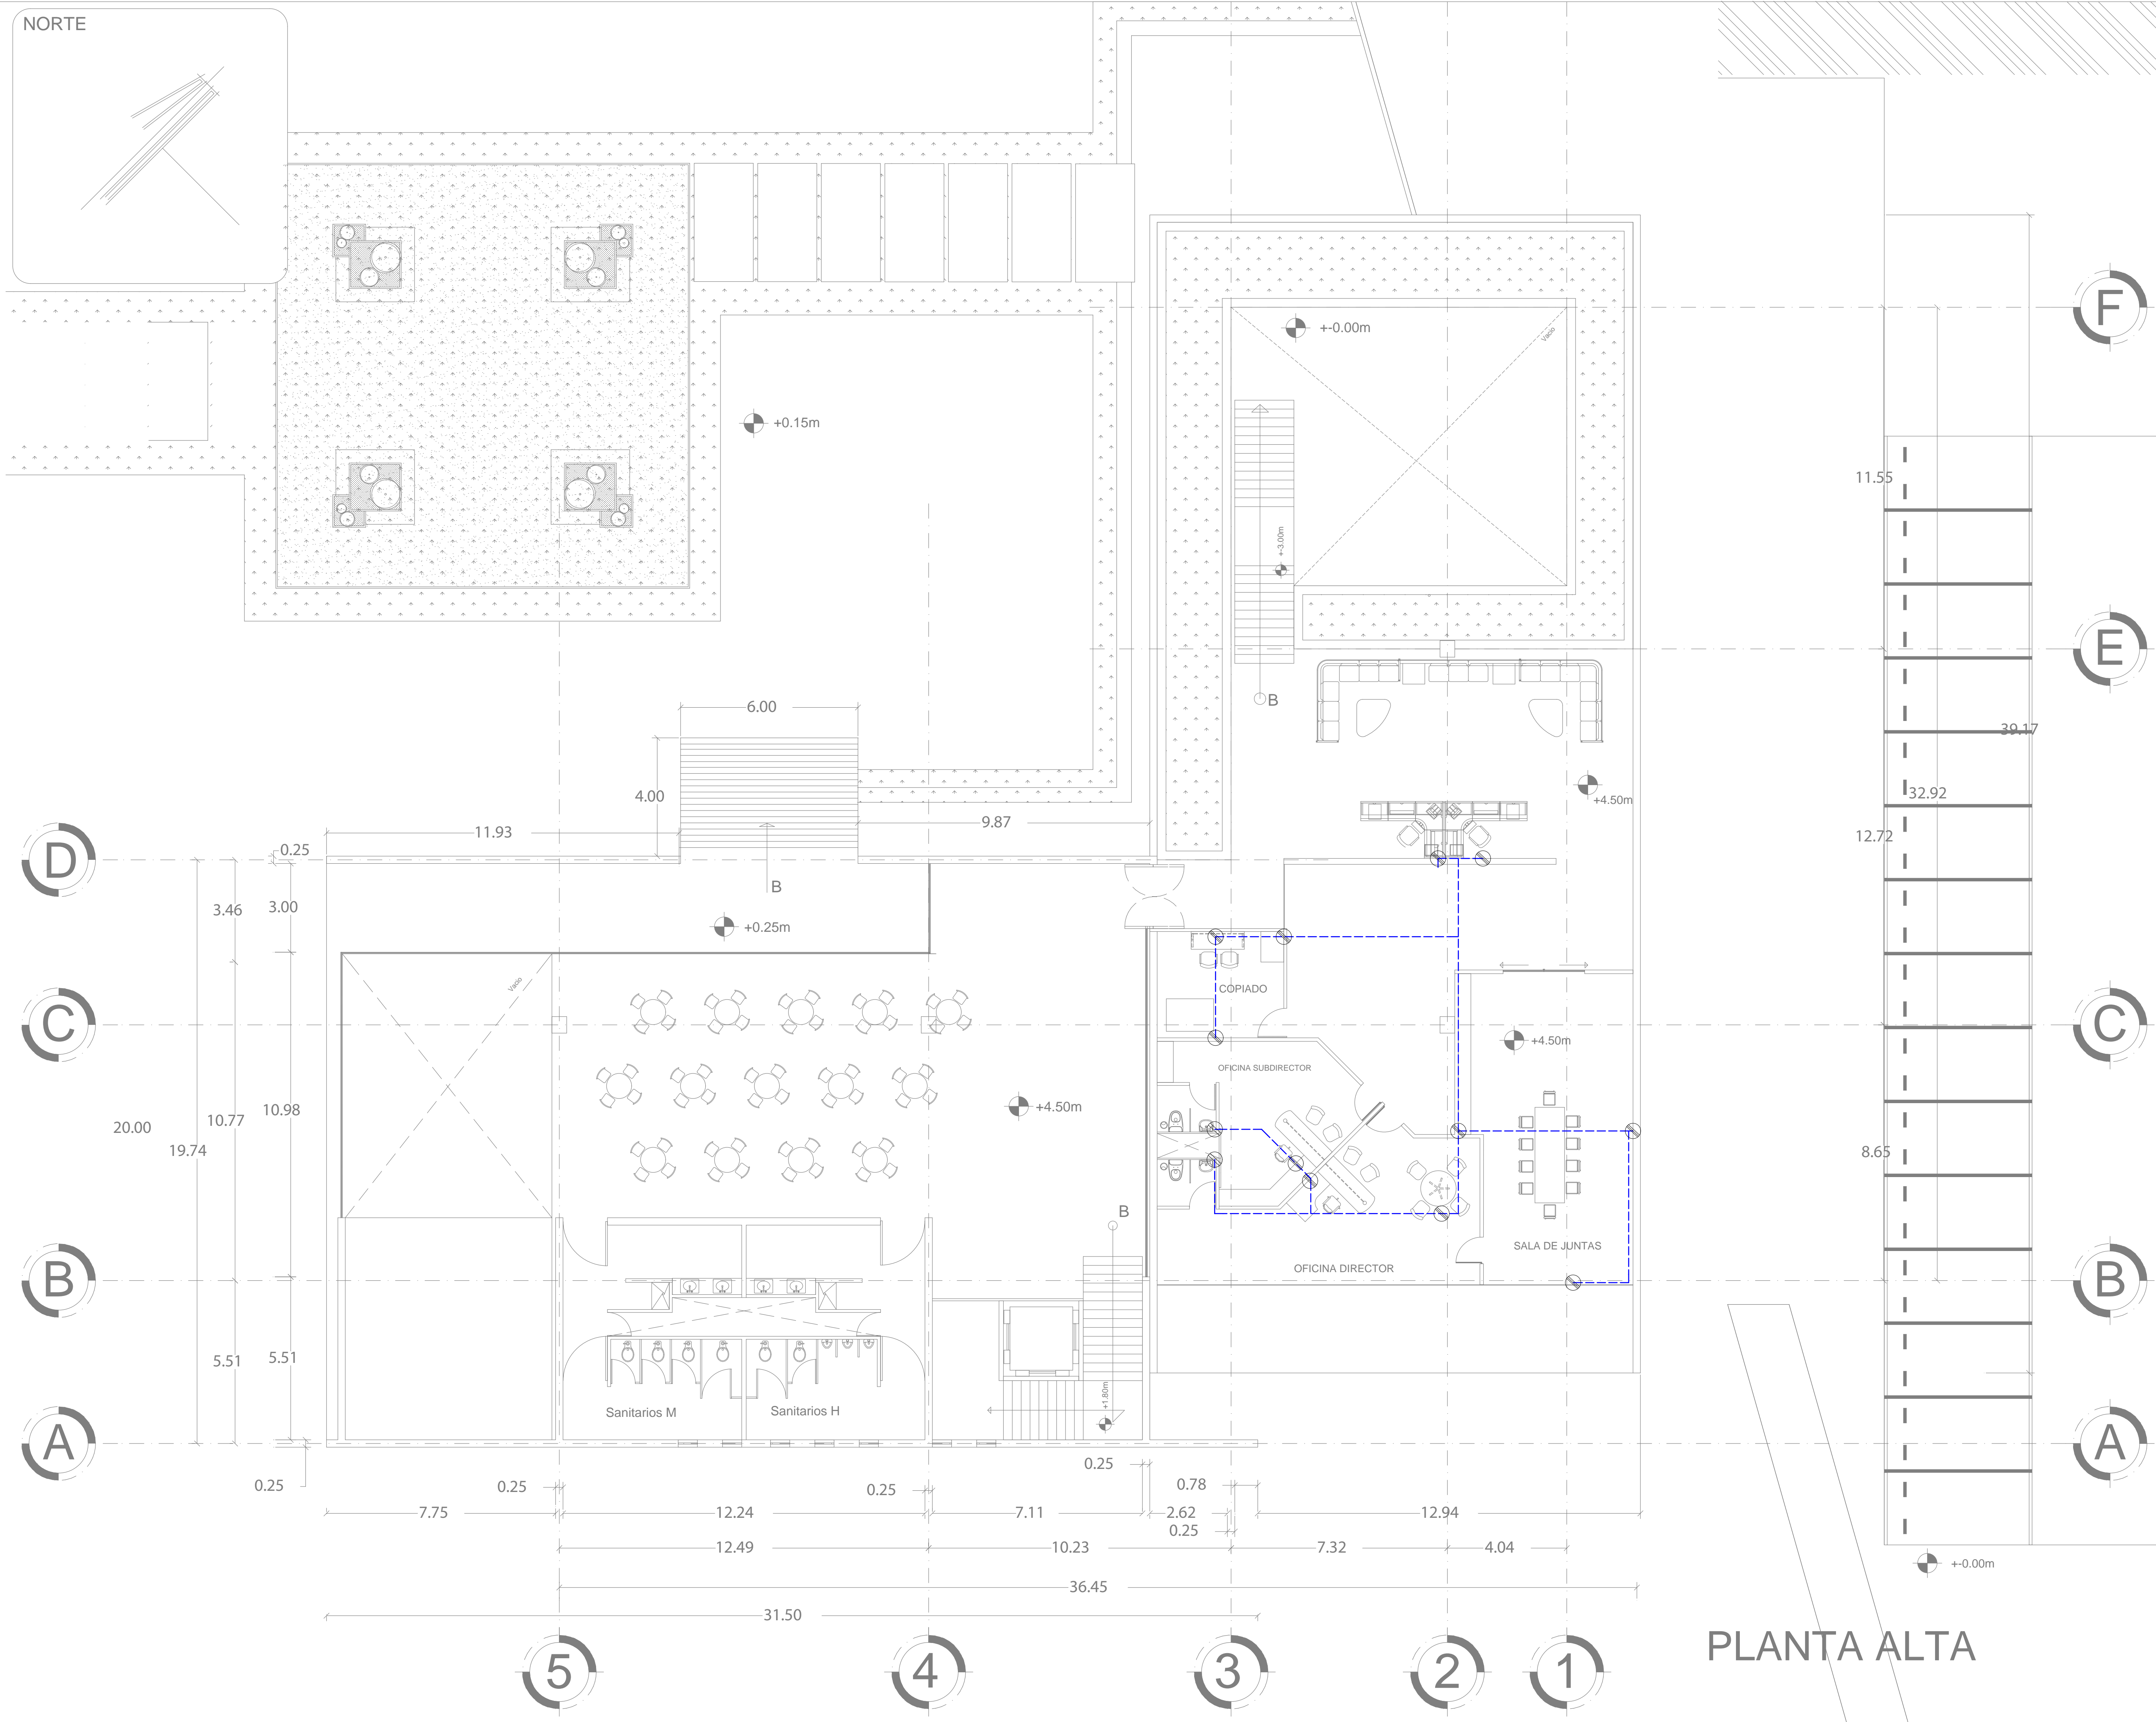 NORTE
F
+-0.00m
Vacio
+0.15m
11.55
+-3.00m
E
B
6.00
39.17
4.00
+4.50m
32.92
11.93
9.87
12.72
0.25
D
B
3.46
3.00
+0.25m
Vacio
COPIADO
C
C
+4.50m
OFICINA SUBDIRECTOR
10.98
+4.50m
10.77
20.00
19.74
8.65
B
SALA DE JUNTAS
OFICINA DIRECTOR
B
B
5.51
5.51
+1.80m
Sanitarios M
Sanitarios H
A
A
0.25
0.25
0.25
0.25
0.78
7.75
12.24
7.11
2.62
12.94
0.25
12.49
10.23
7.32
4.04
+-0.00m
36.45
31.50
PLANTA ALTA
5
4
3
2
1